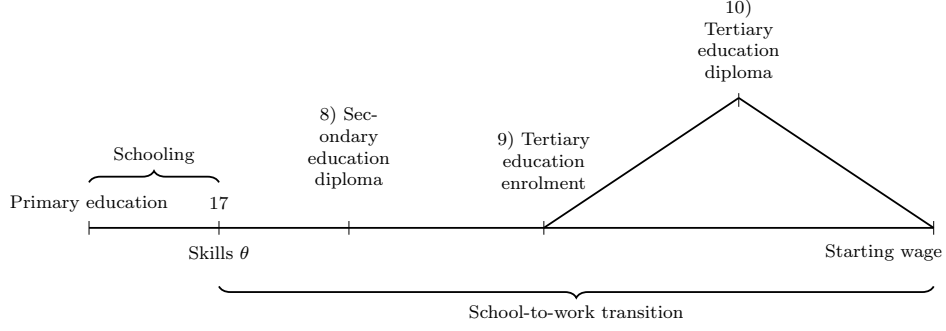 10)
Tertiary
education
diploma
8) Sec-
ondary
education
diploma
9) Tertiary
education
enrolment
Schooling
Primary education
17
Skills θ
Starting wage
School-to-work transition